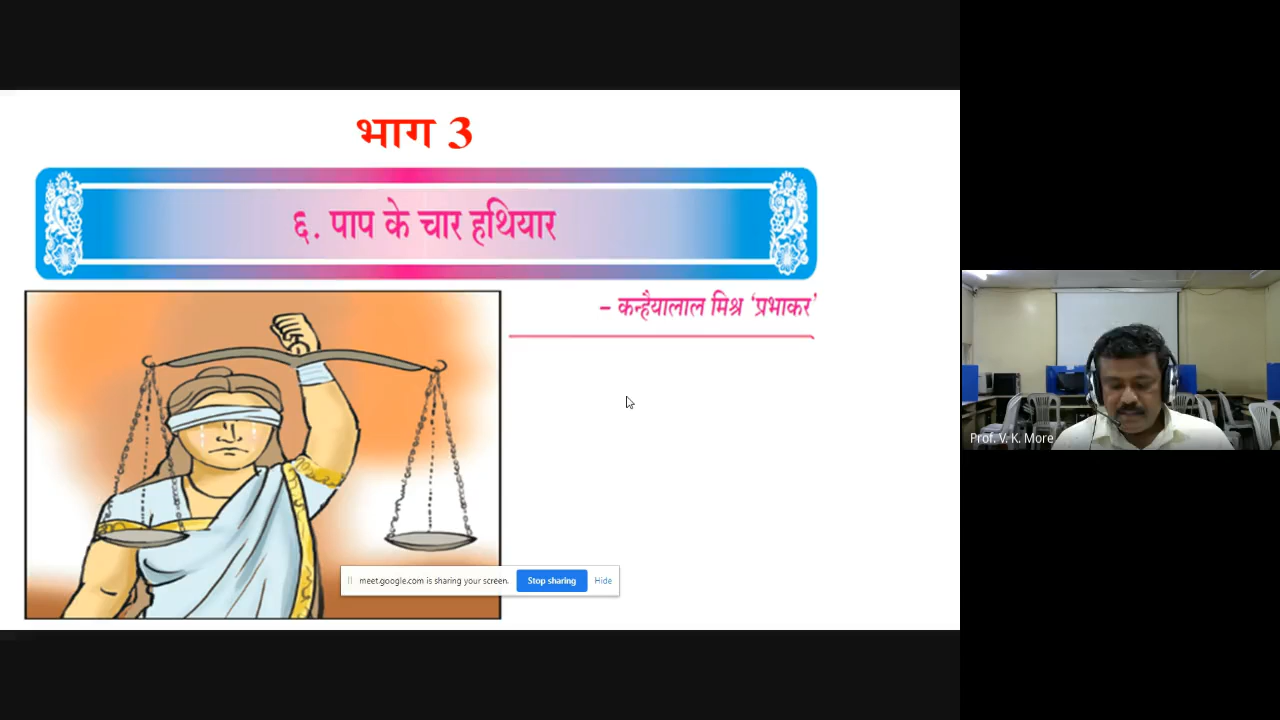 भाग 3
६. पाप के चार हथियार
– कन्हैयालाल मिश्र ‘प्रभाकर’
Prof. V. K. More
meet.google.com is sharing your screen.
Stop sharing
Hide